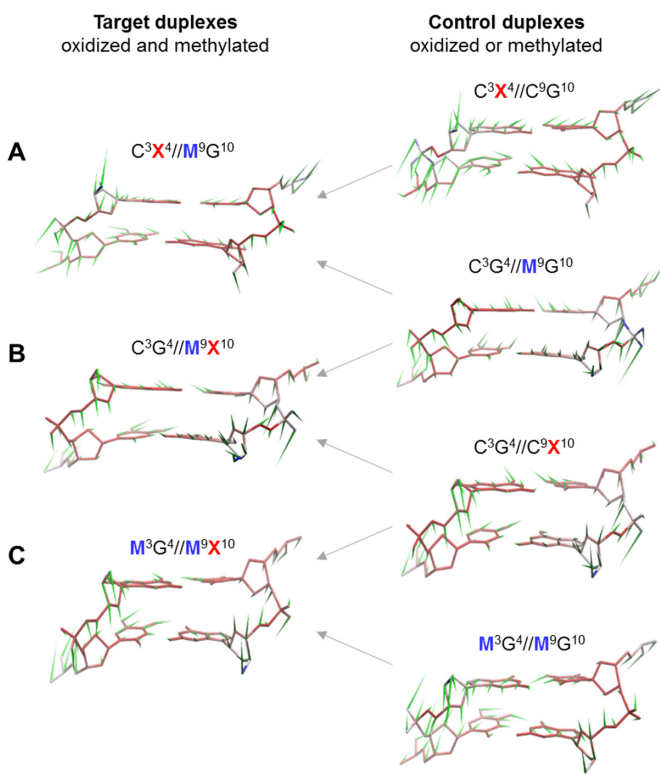 Target duplexes
oxidized and methylated
Control duplexes
oxidized or methylated
C³X⁴//C⁹G¹⁰
A
C³X⁴//M⁹G¹⁰
C³G⁴//M⁹G¹⁰
B
C³G⁴//M⁹X¹⁰
C³G⁴//C⁹X¹⁰
C
M³G⁴//M⁹X¹⁰
M³G⁴//M⁹G¹⁰